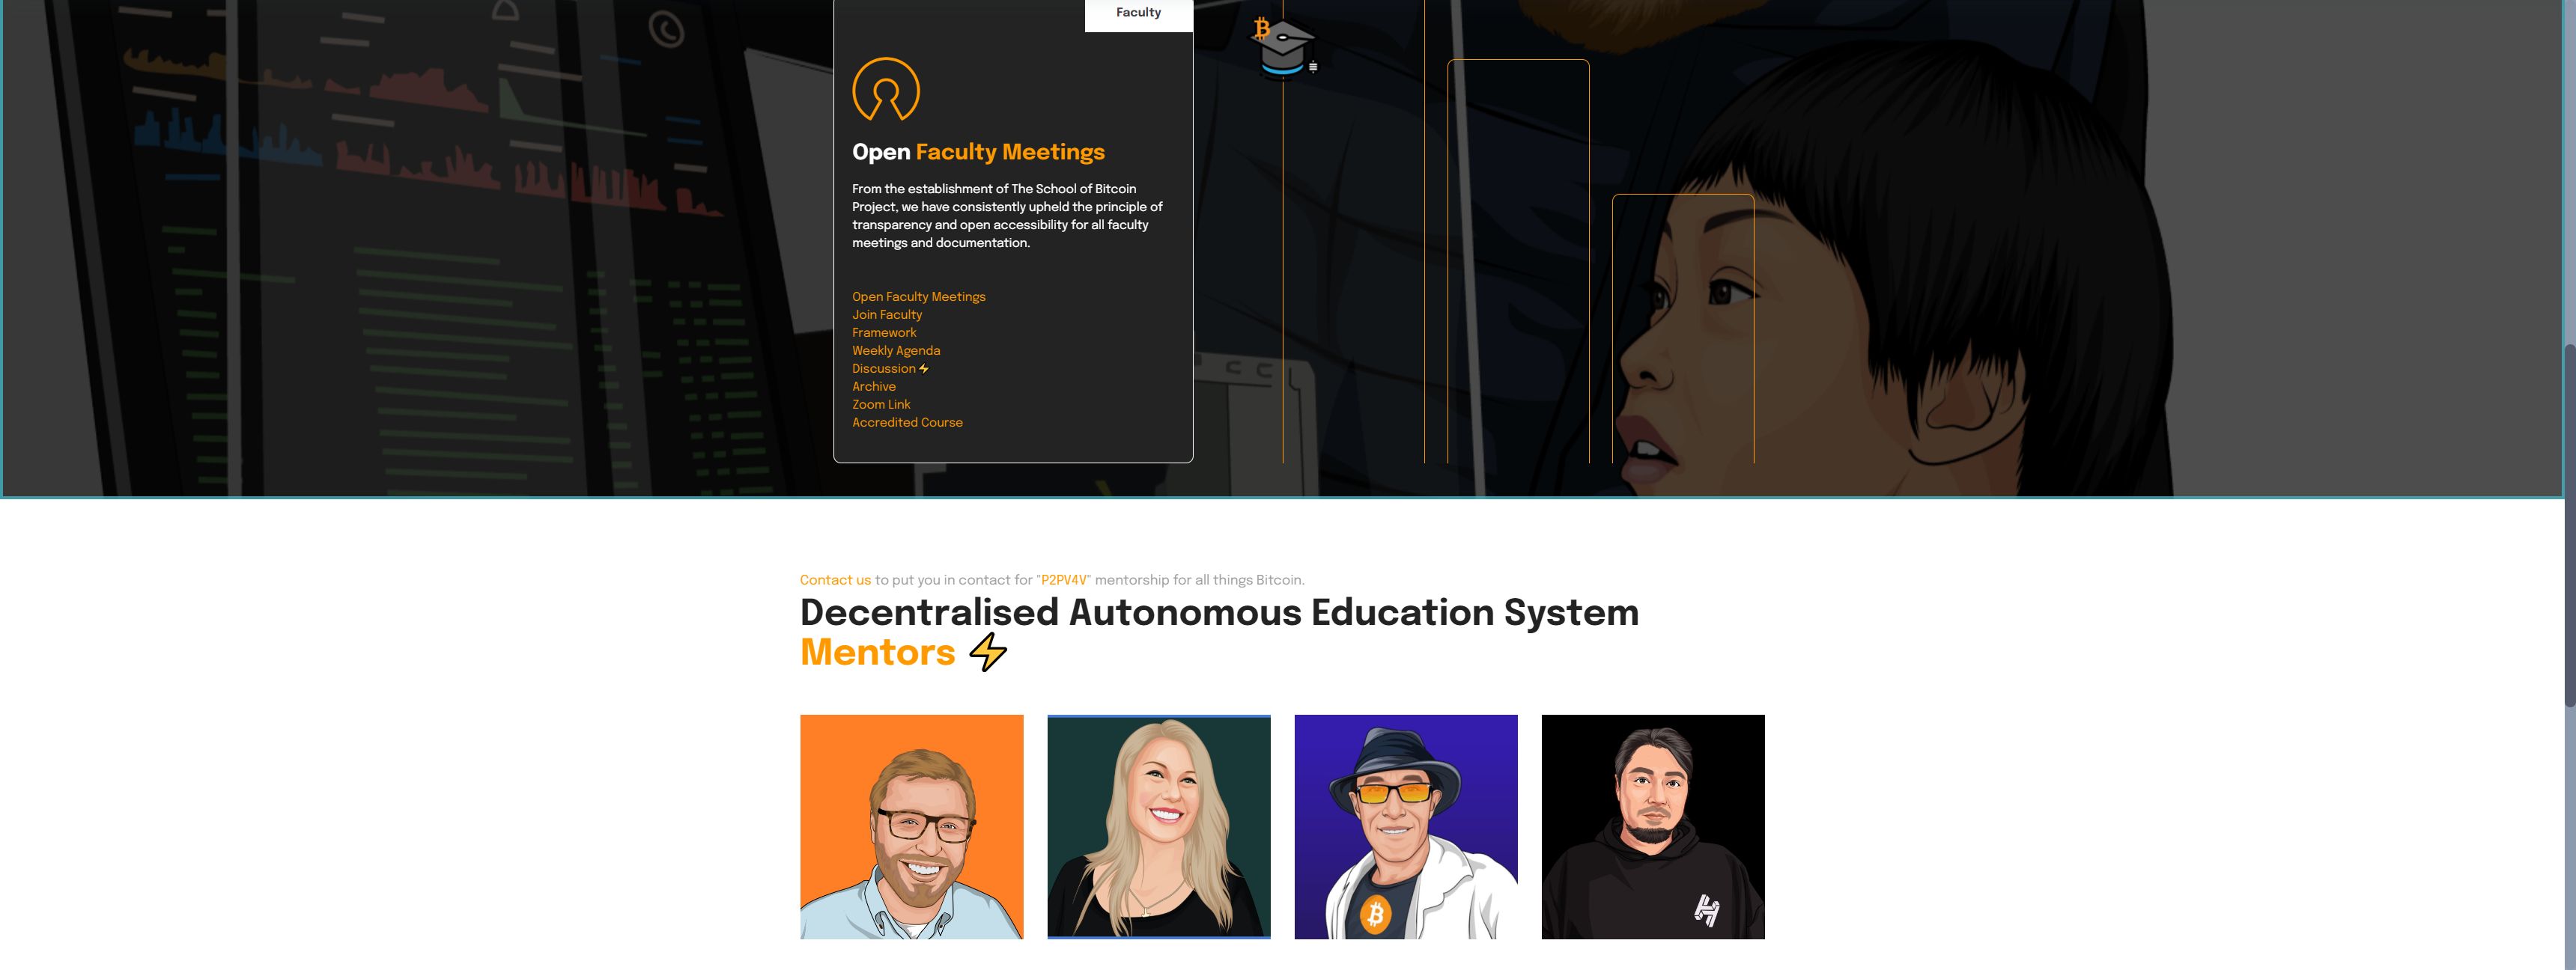 Faculty
Open Faculty Meetings
From the establishment of The School of Bitcoin
Project, we have consistently upheld the principle of
transparency and open accessibility for all faculty
meetings and documentation.
Open Faculty Meetings
Join Faculty
Framework
Weekly Agenda
Discussion ⚡
Archive
Zoom Link
Accredited Course
Contact us to put you in contact for "P2PV4V" mentorship for all things Bitcoin.
Decentralised Autonomous Education System
Mentors ⚡